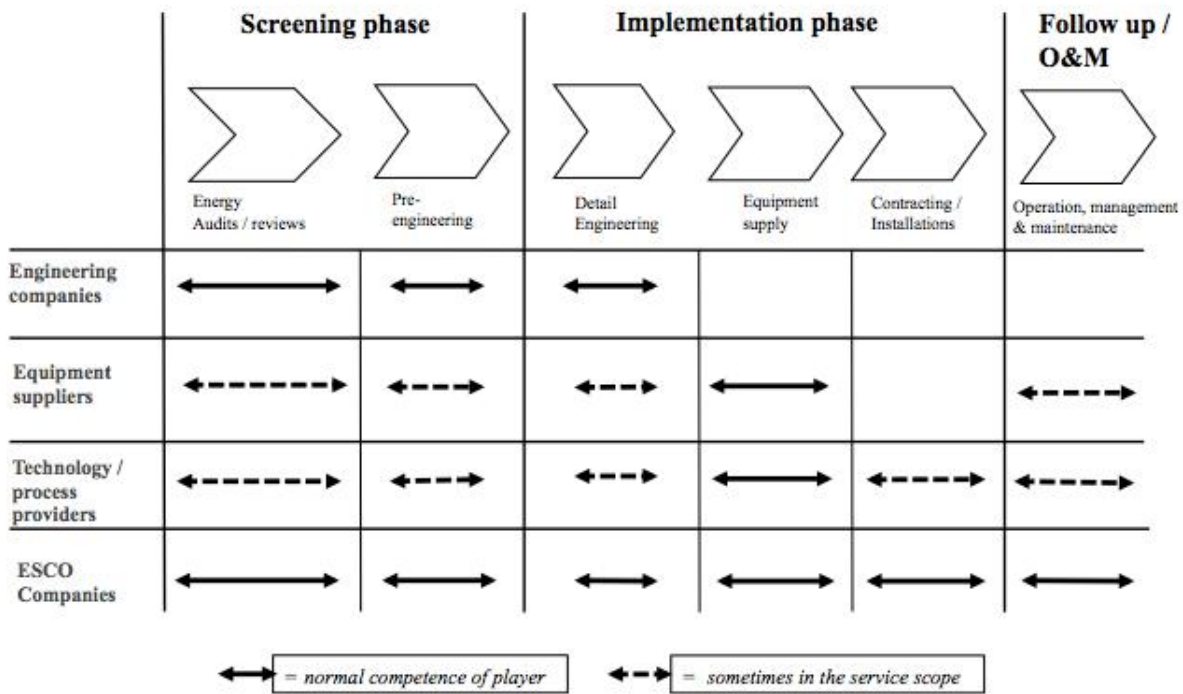 Screening phase
Implementation phase
Follow up /
O&M
Energy
Audits / reviews
Pre-
engineering
Detail
Engineering
Equipment
supply
Contracting /
Installations
Operation, management
& maintenance
Engineering
companies
Equipment
suppliers
Technology /
process
providers
ESCO
Companies
= normal competence of player
= sometimes in the service scope